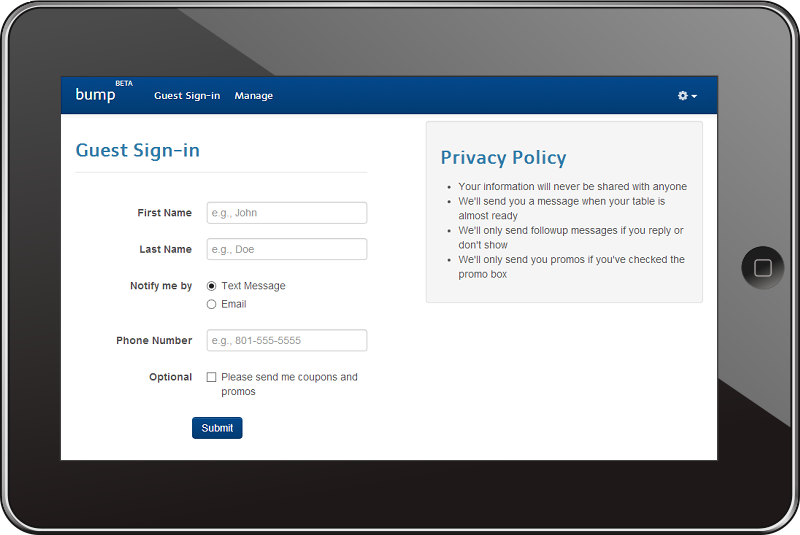 bump BETA Guest Sign-in Manage
Guest Sign-in
First Name e.g., John
Last Name e.g., Doe
Notify me by Text Message
Email
Phone Number e.g., 801-555-5555
Optional Please send me coupons and
promos
Submit
Privacy Policy
• Your information will never be shared with anyone
• We'll send you a message when your table is
almost ready
• We'll only send followup messages if you reply or
don't show
• We'll only send you promos if you've checked the
promo box